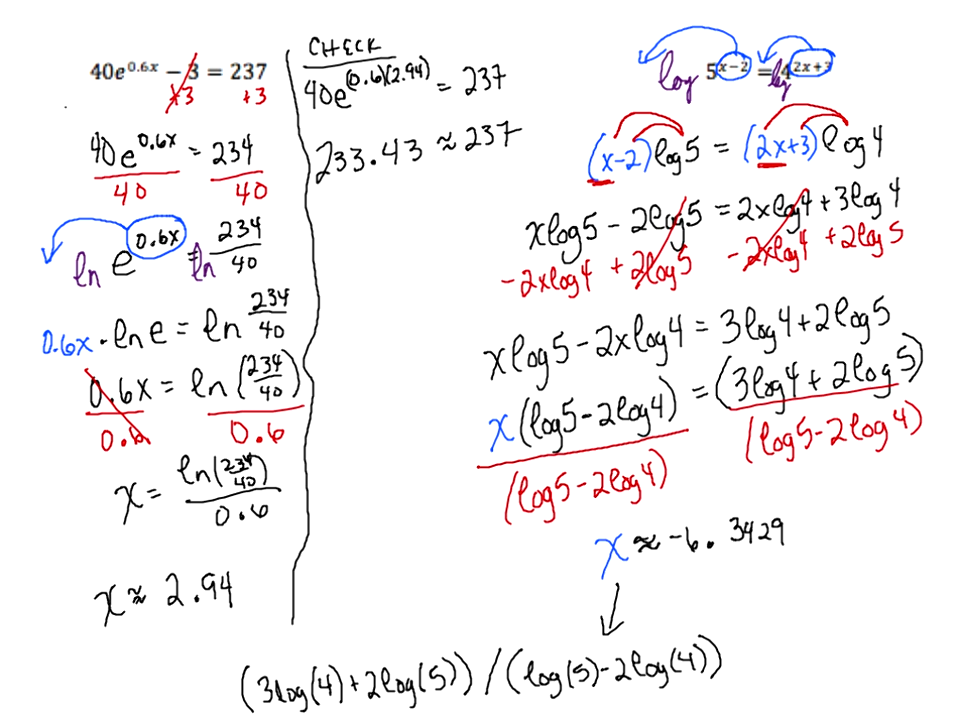 40e^{0.6x} − 3 = 237
+3 +3
40e^{0.6x} = 234
40 40
ln e^{0.6x} = ln 234/40
0.6x · ln e = ln 234/40
0.6x = ln(234/40)
0.6 0.6
x = ln(234/40)/0.6
x ≈ 2.94
CHECK
40e^{(0.6)(2.94)} = 237
233.43 ≈ 237
log 5^{x−2} = log 4^{2x+3}
(x−2)log5 = (2x+3)log4
xlog5 − 2log5 = 2xlog4 + 3log4
−2xlog4 + 2log5 −2xlog4 + 2log5
xlog5 − 2xlog4 = 3log4 + 2log5
x(log5 − 2log4) = (3log4 + 2log5)
(log5 − 2log4) (log5 − 2log4)
x ≈ −6.3429
(3log(4) + 2log(5)) / (log(5) − 2log(4))